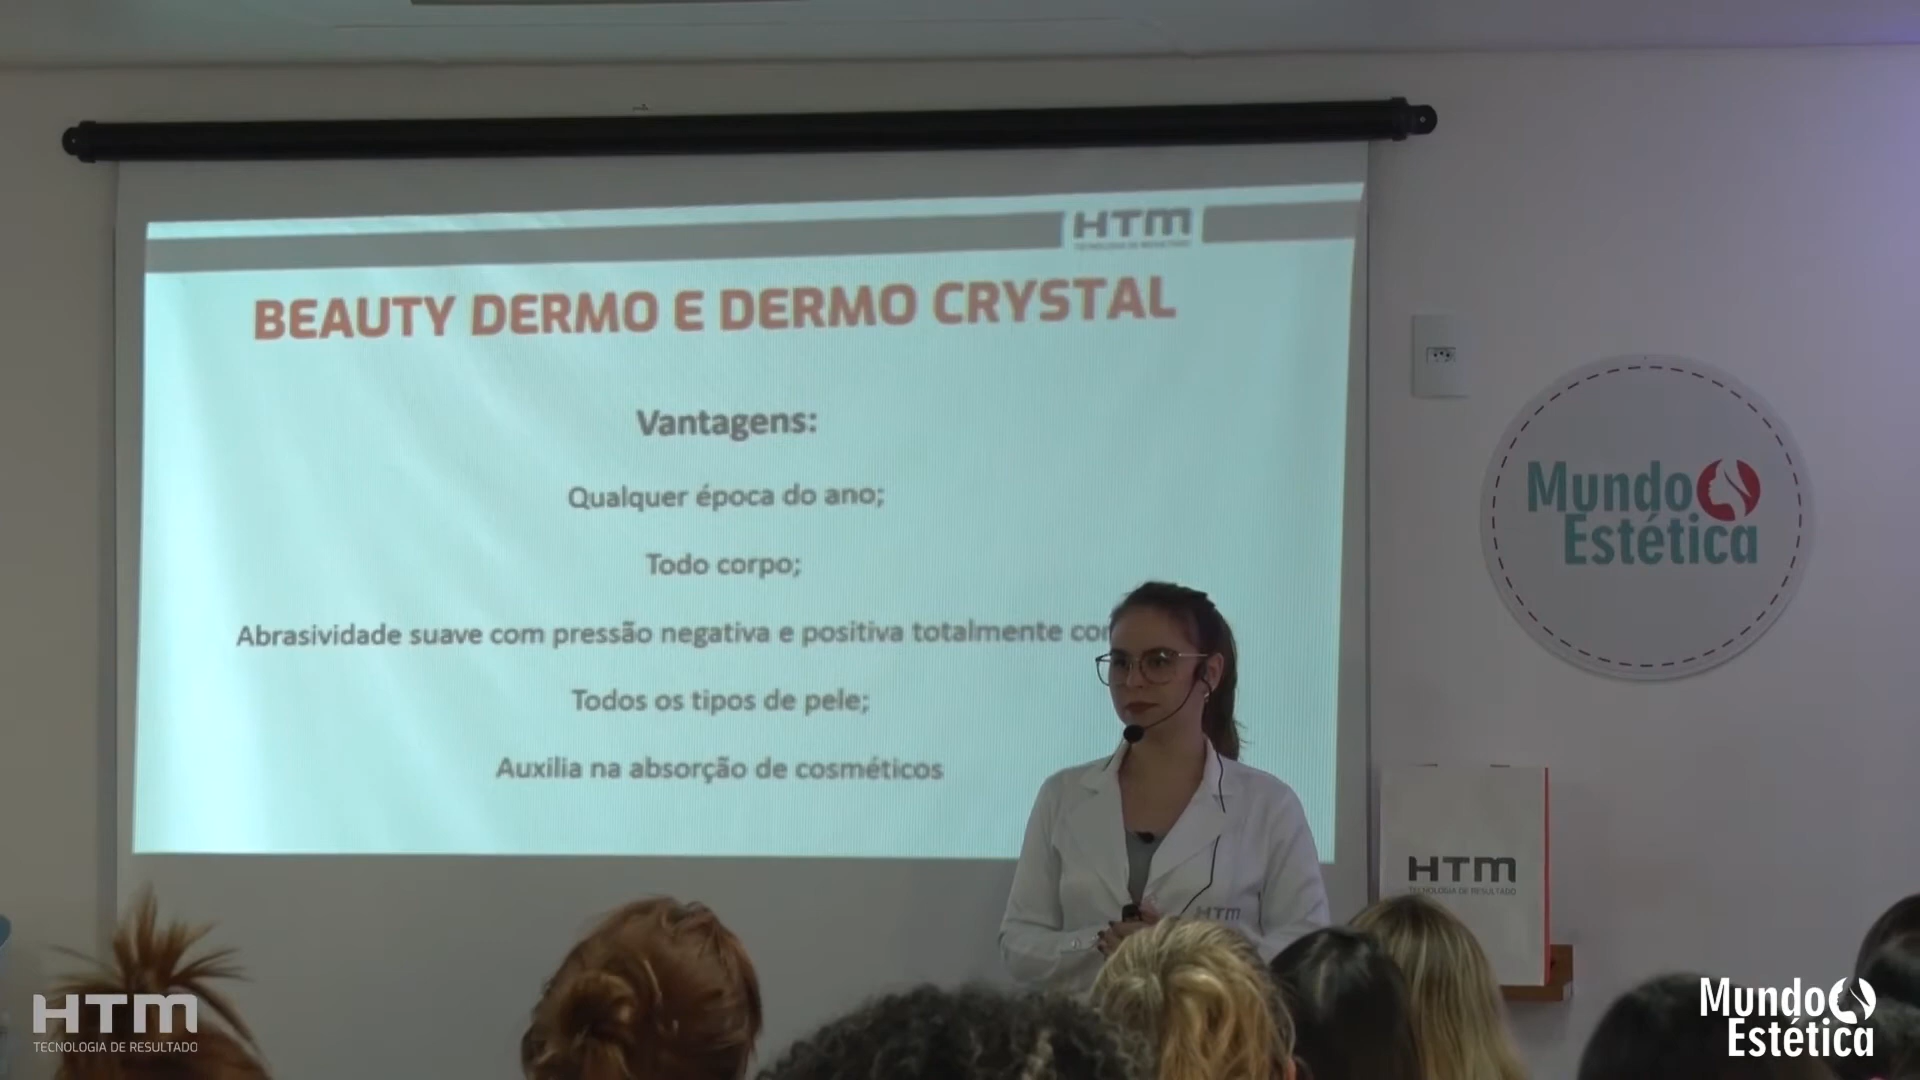 HTM
TECNOLOGIA DE RESULTADO
BEAUTY DERMO E DERMO CRYSTAL
Vantagens:
Qualquer época do ano;
Todo corpo;
Abrasividade suave com pressão negativa e positiva totalmente
Todos os tipos de pele;
Auxilia na absorção de cosméticos
Mundo
Estética
HTM
TECNOLOGIA DE RESULTADO
HTM
HTM
TECNOLOGIA DE RESULTADO
Mundo
Estética